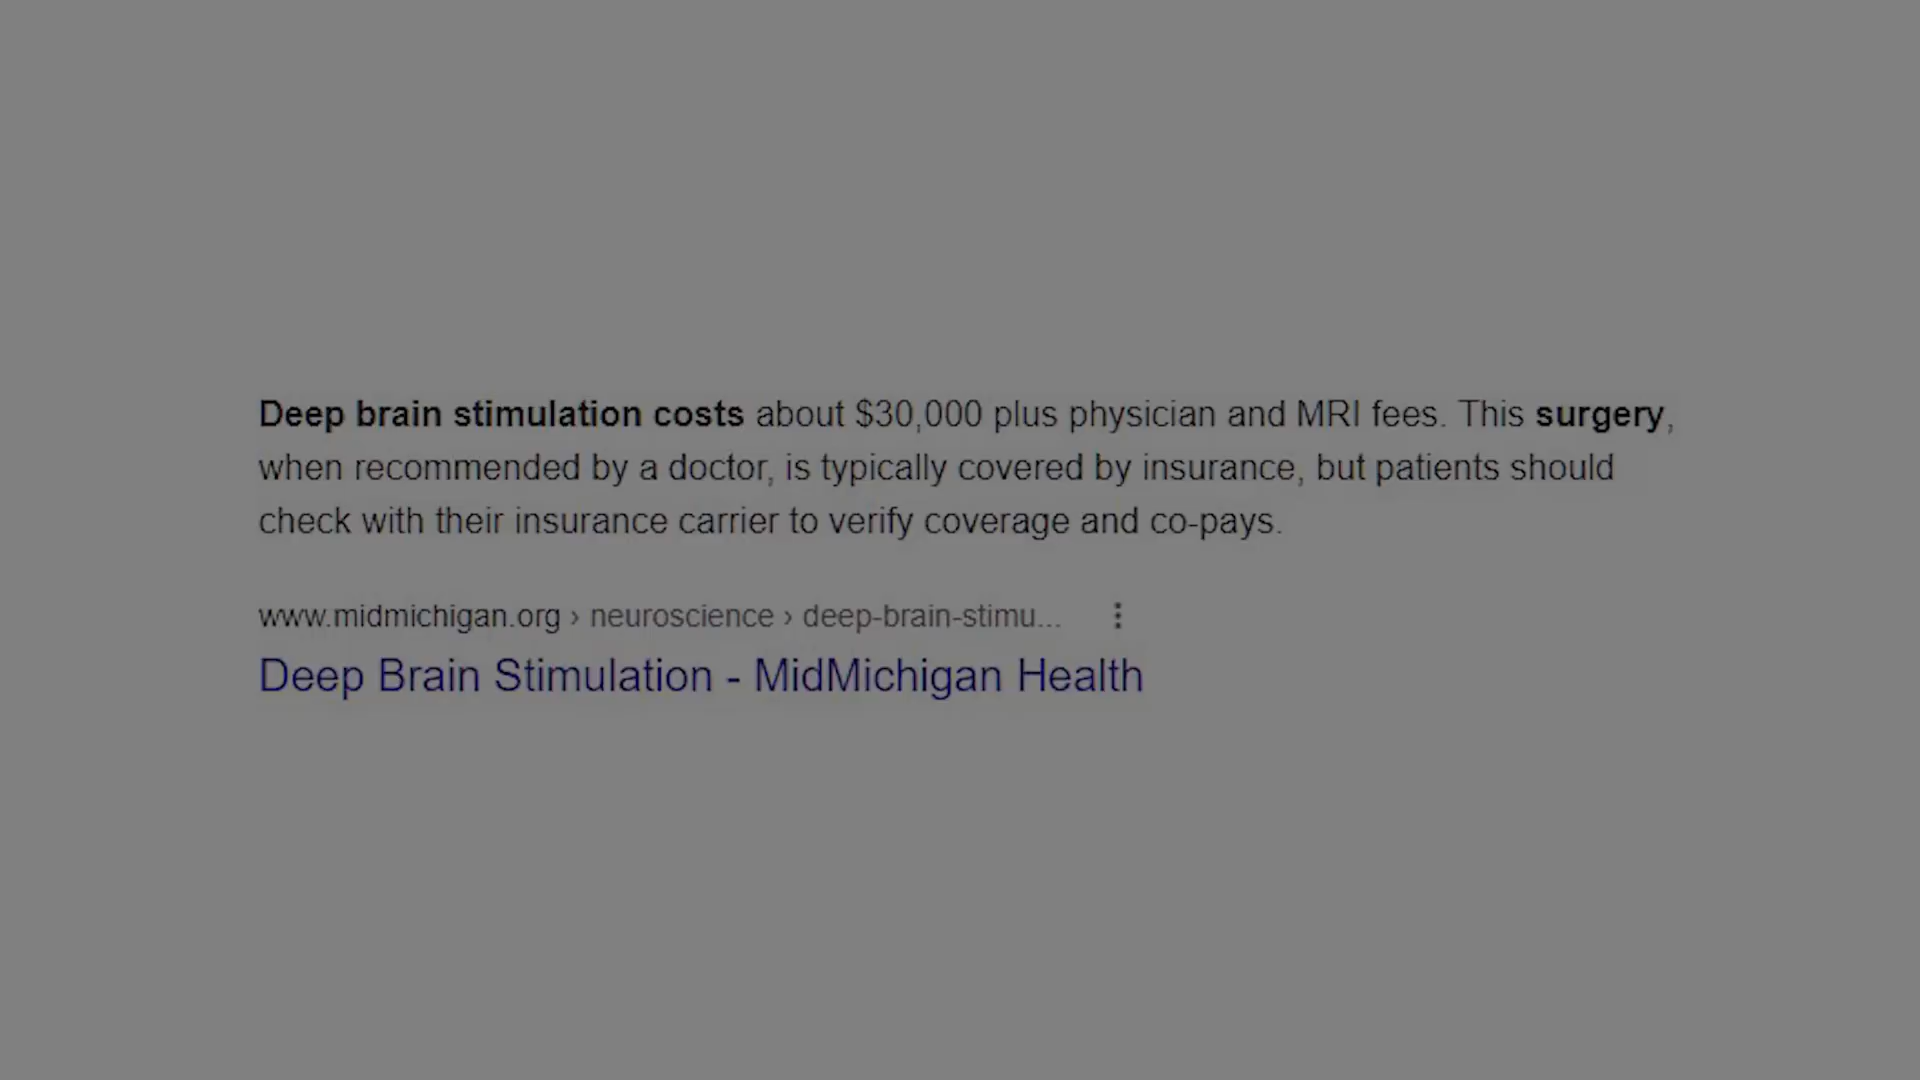 Deep brain stimulation costs about $30,000 plus physician and MRI fees. This surgery,
when recommended by a doctor, is typically covered by insurance, but patients should
check with their insurance carrier to verify coverage and co-pays.
www.midmichigan.org › neuroscience › deep-brain-stimu...
Deep Brain Stimulation - MidMichigan Health